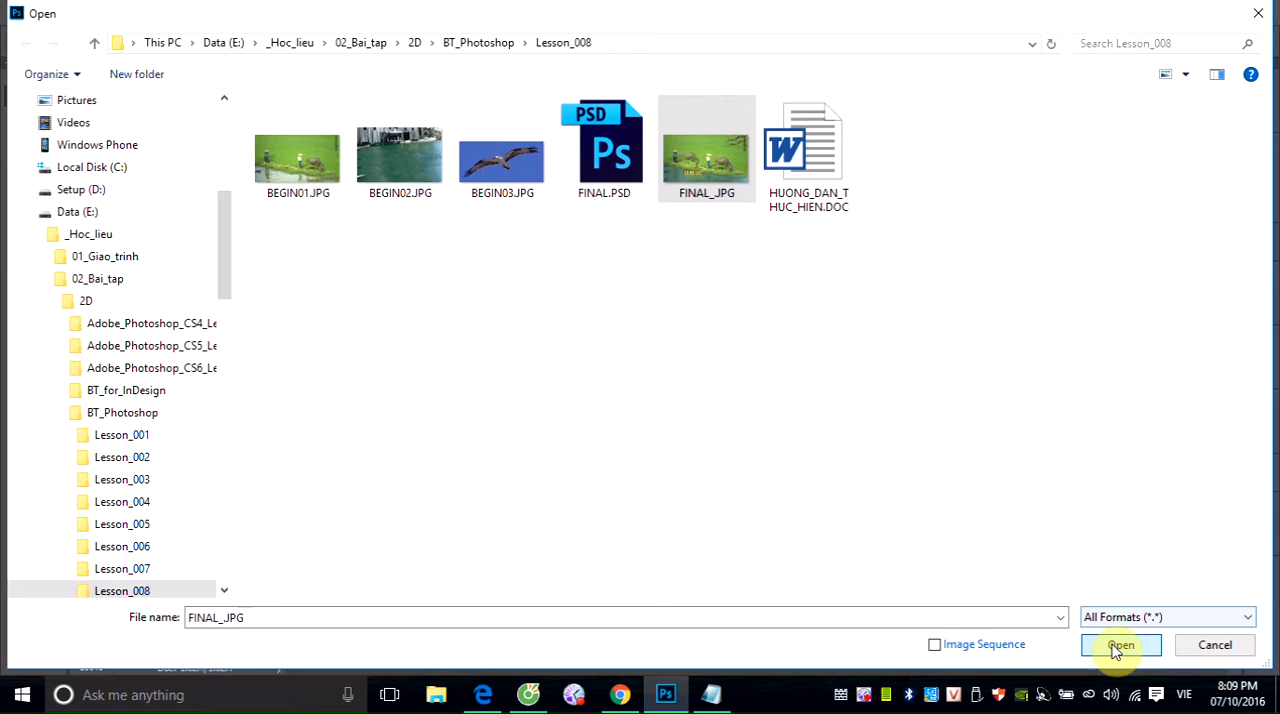 Ps Open
This PC > Data (E:) > _Hoc_lieu > 02_Bai_tap > 2D > BT_Photoshop > Lesson_008
Search Lesson_008
Organize
New folder
?
Pictures
Videos
Windows Phone
Local Disk (C:)
Setup (D:)
Data (E:)
_Hoc_lieu
01_Giao_trinh
02_Bai_tap
2D
Adobe_Photoshop_CS4_Le
Adobe_Photoshop_CS5_Le
Adobe_Photoshop_CS6_Le
BT_for_InDesign
BT_Photoshop
Lesson_001
Lesson_002
Lesson_003
Lesson_004
Lesson_005
Lesson_006
Lesson_007
Lesson_008
PSD
Ps
W
BEGIN01.JPG
BEGIN02.JPG
BEGIN03.JPG
FINAL.PSD
FINAL_.JPG
HUONG_DAN_T
HUC_HIEN.DOC
File name: FINAL_.JPG
All Formats (*.*)
Image Sequence
Open
Cancel
Ask me anything
Ps
VIE
8:09 PM
07/10/2016